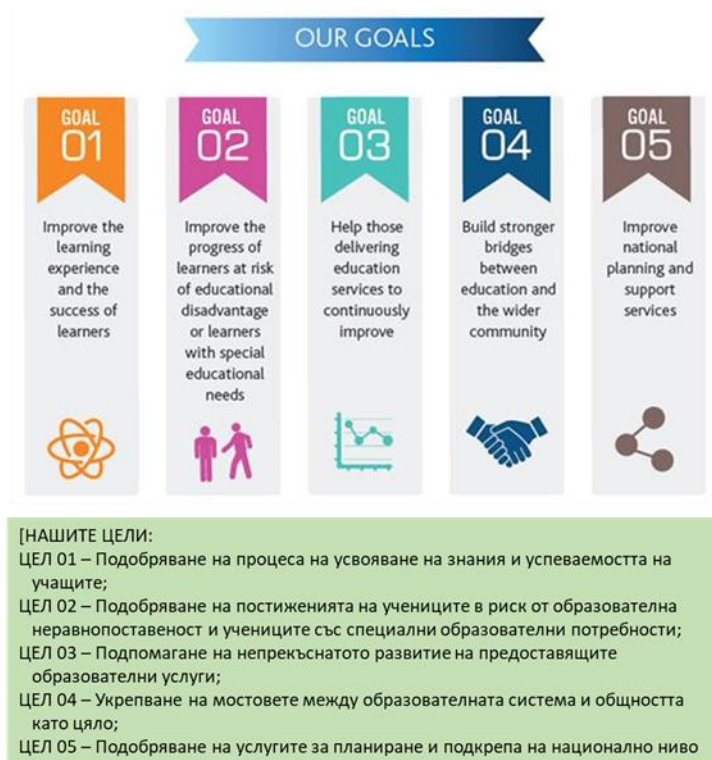 OUR GOALS
GOAL
01
Improve the
learning
experience
and the
success of
learners
GOAL
02
Improve the
progress of
learners at risk
of educational
disadvantage
or learners
with special
educational
needs
GOAL
03
Help those
delivering
education
services to
continuously
improve
GOAL
04
Build stronger
bridges
between
education and
the wider
community
GOAL
05
Improve
national
planning and
support
services
[НАШИТЕ ЦЕЛИ:
ЦЕЛ 01 – Подобряване на процеса на усвояване на знания и успеваемостта на
учащите;
ЦЕЛ 02 – Подобряване на постиженията на учениците в риск от образователна
неравнопоставеност и учениците със специални образователни потребности;
ЦЕЛ 03 – Подпомагане на непрекъснатото развитие на предоставящите
образователни услуги;
ЦЕЛ 04 – Укрепване на мостовете между образователната система и общността
като цяло;
ЦЕЛ 05 – Подобряване на услугите за планиране и подкрепа на национално ниво